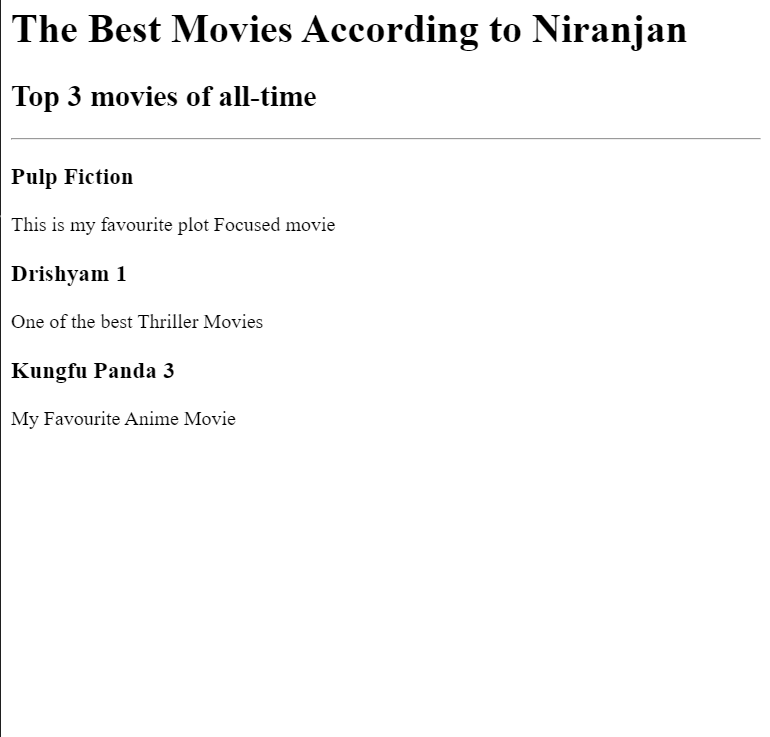 The Best Movies According to Niranjan
Top 3 movies of all-time
Pulp Fiction
This is my favourite plot Focused movie
Drishyam 1
One of the best Thriller Movies
Kungfu Panda 3
My Favourite Anime Movie